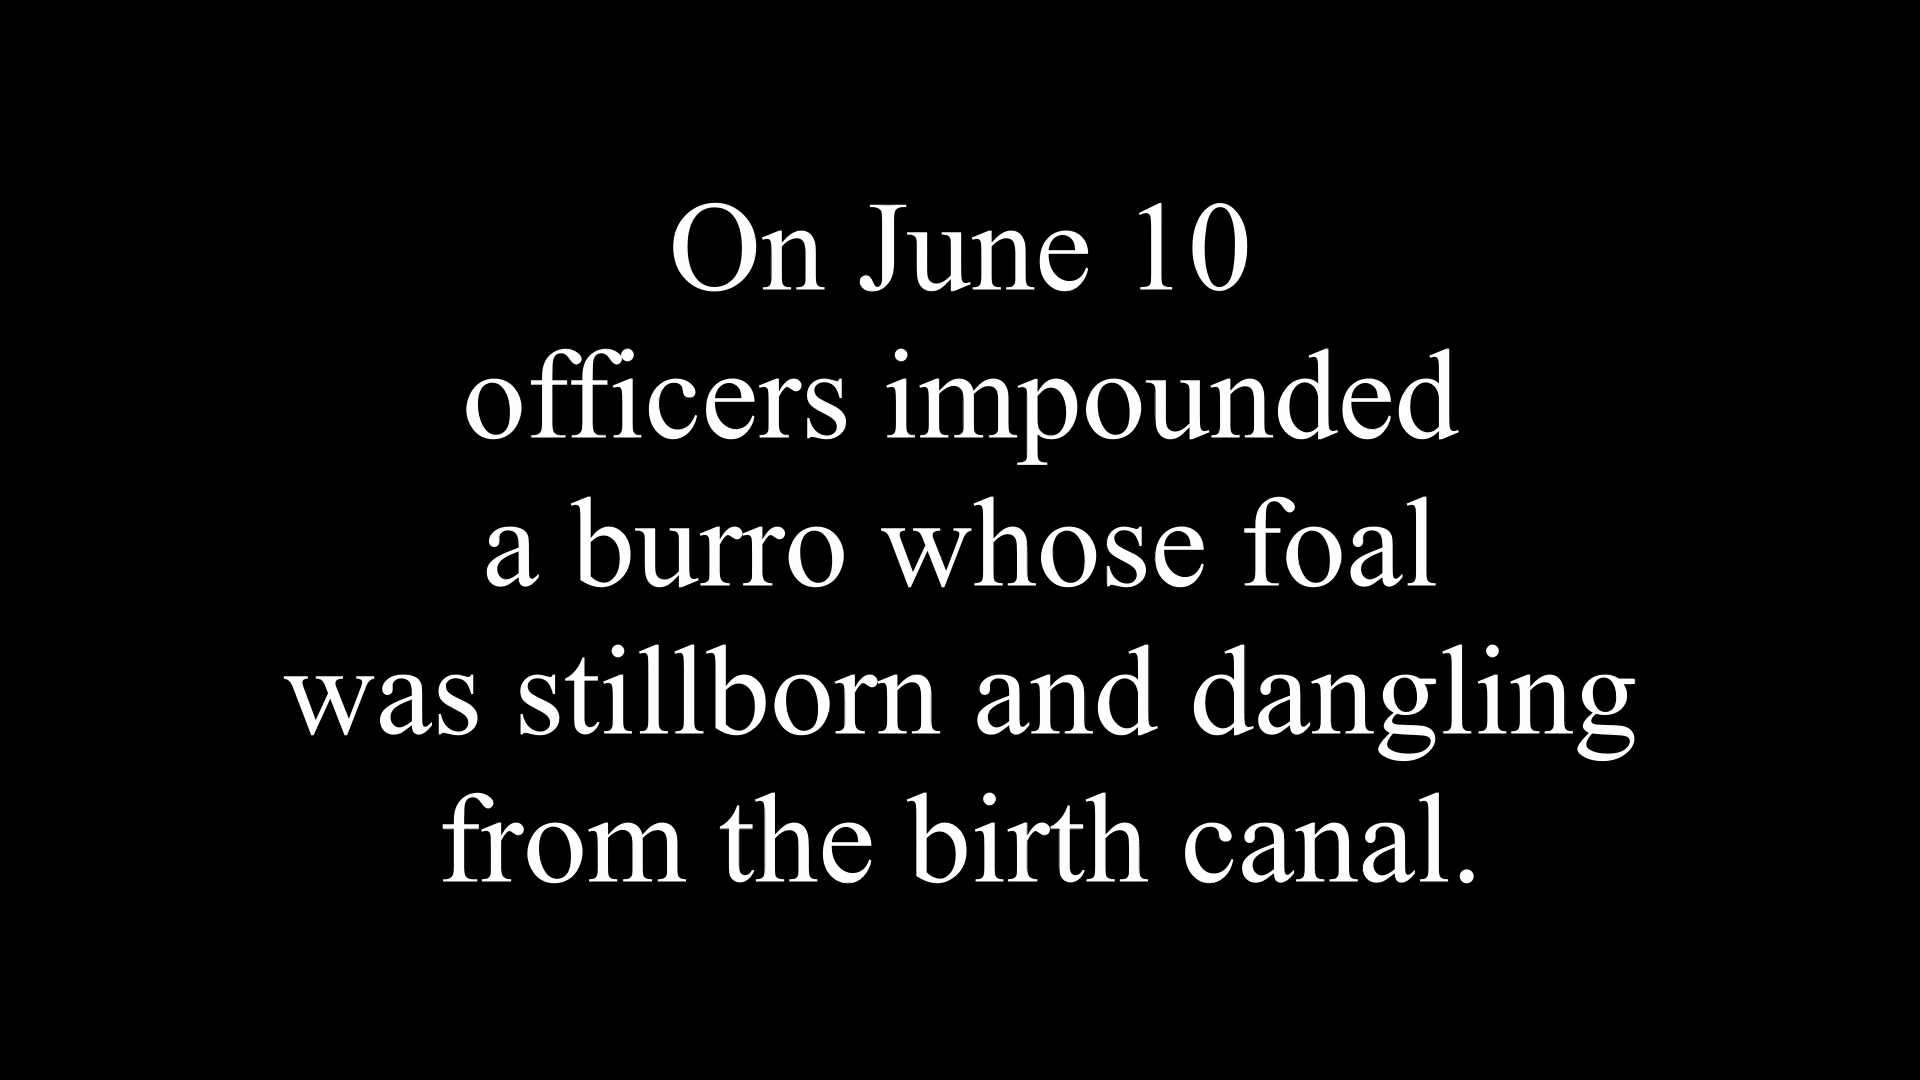 On June 10
officers impounded
a burro whose foal
was stillborn and dangling
from the birth canal.